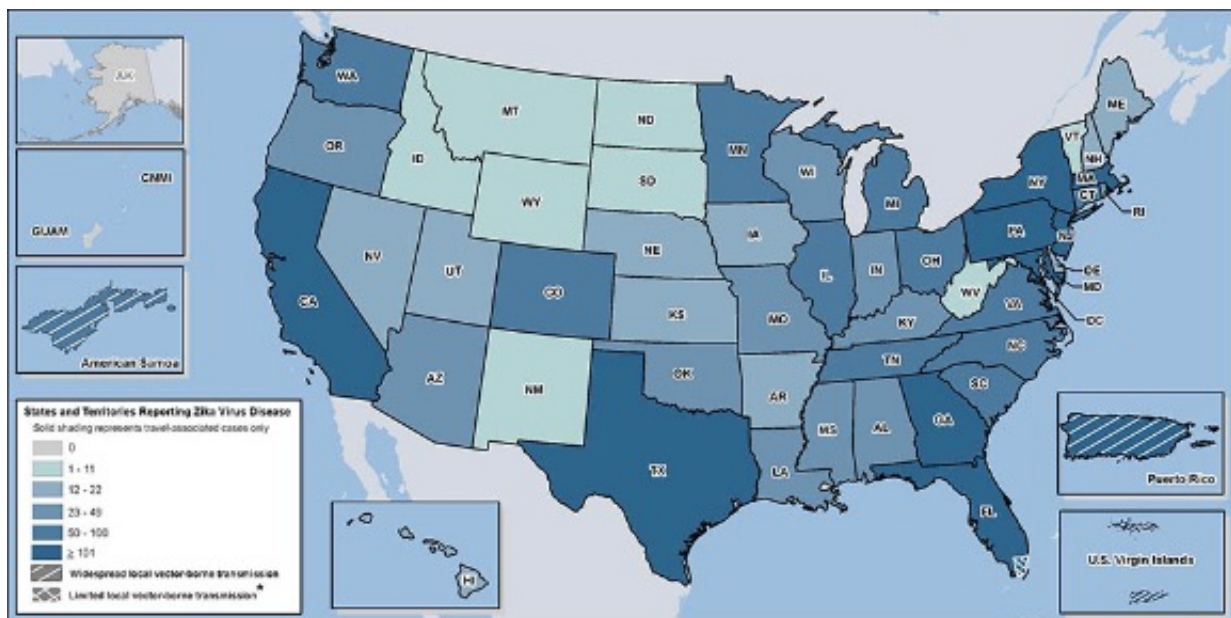 AK
CNMI
GUAM
American Samoa
WA
OR
CA
NV
ID
MT
WY
UT
AZ
CO
NM
ND
SD
NE
KS
OK
TX
MN
IA
MO
AR
LA
WI
IL
MI
IN
OH
KY
TN
MS
AL
GA
FL
SC
NC
VA
WV
PA
NY
VT
NH
ME
MA
CT
RI
NJ
DE
MD
DC
HI
Puerto Rico
U.S. Virgin Islands
States and Territories Reporting Zika Virus Disease
Solid shading represents travel-associated cases only
0
1 - 11
12 - 22
23 - 49
50 - 100
≥ 101
Widespread local vector-borne transmission
Limited local vector-borne transmission*